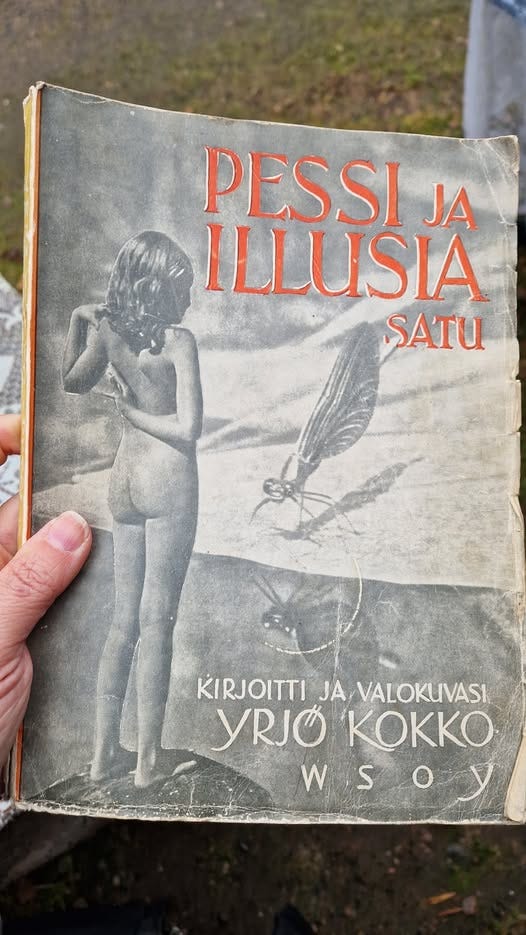 PESSI JA
ILLUSIA
SATU
KIRJOITTI JA VALOKUVASI
YRJÖ KOKKO
WSOY